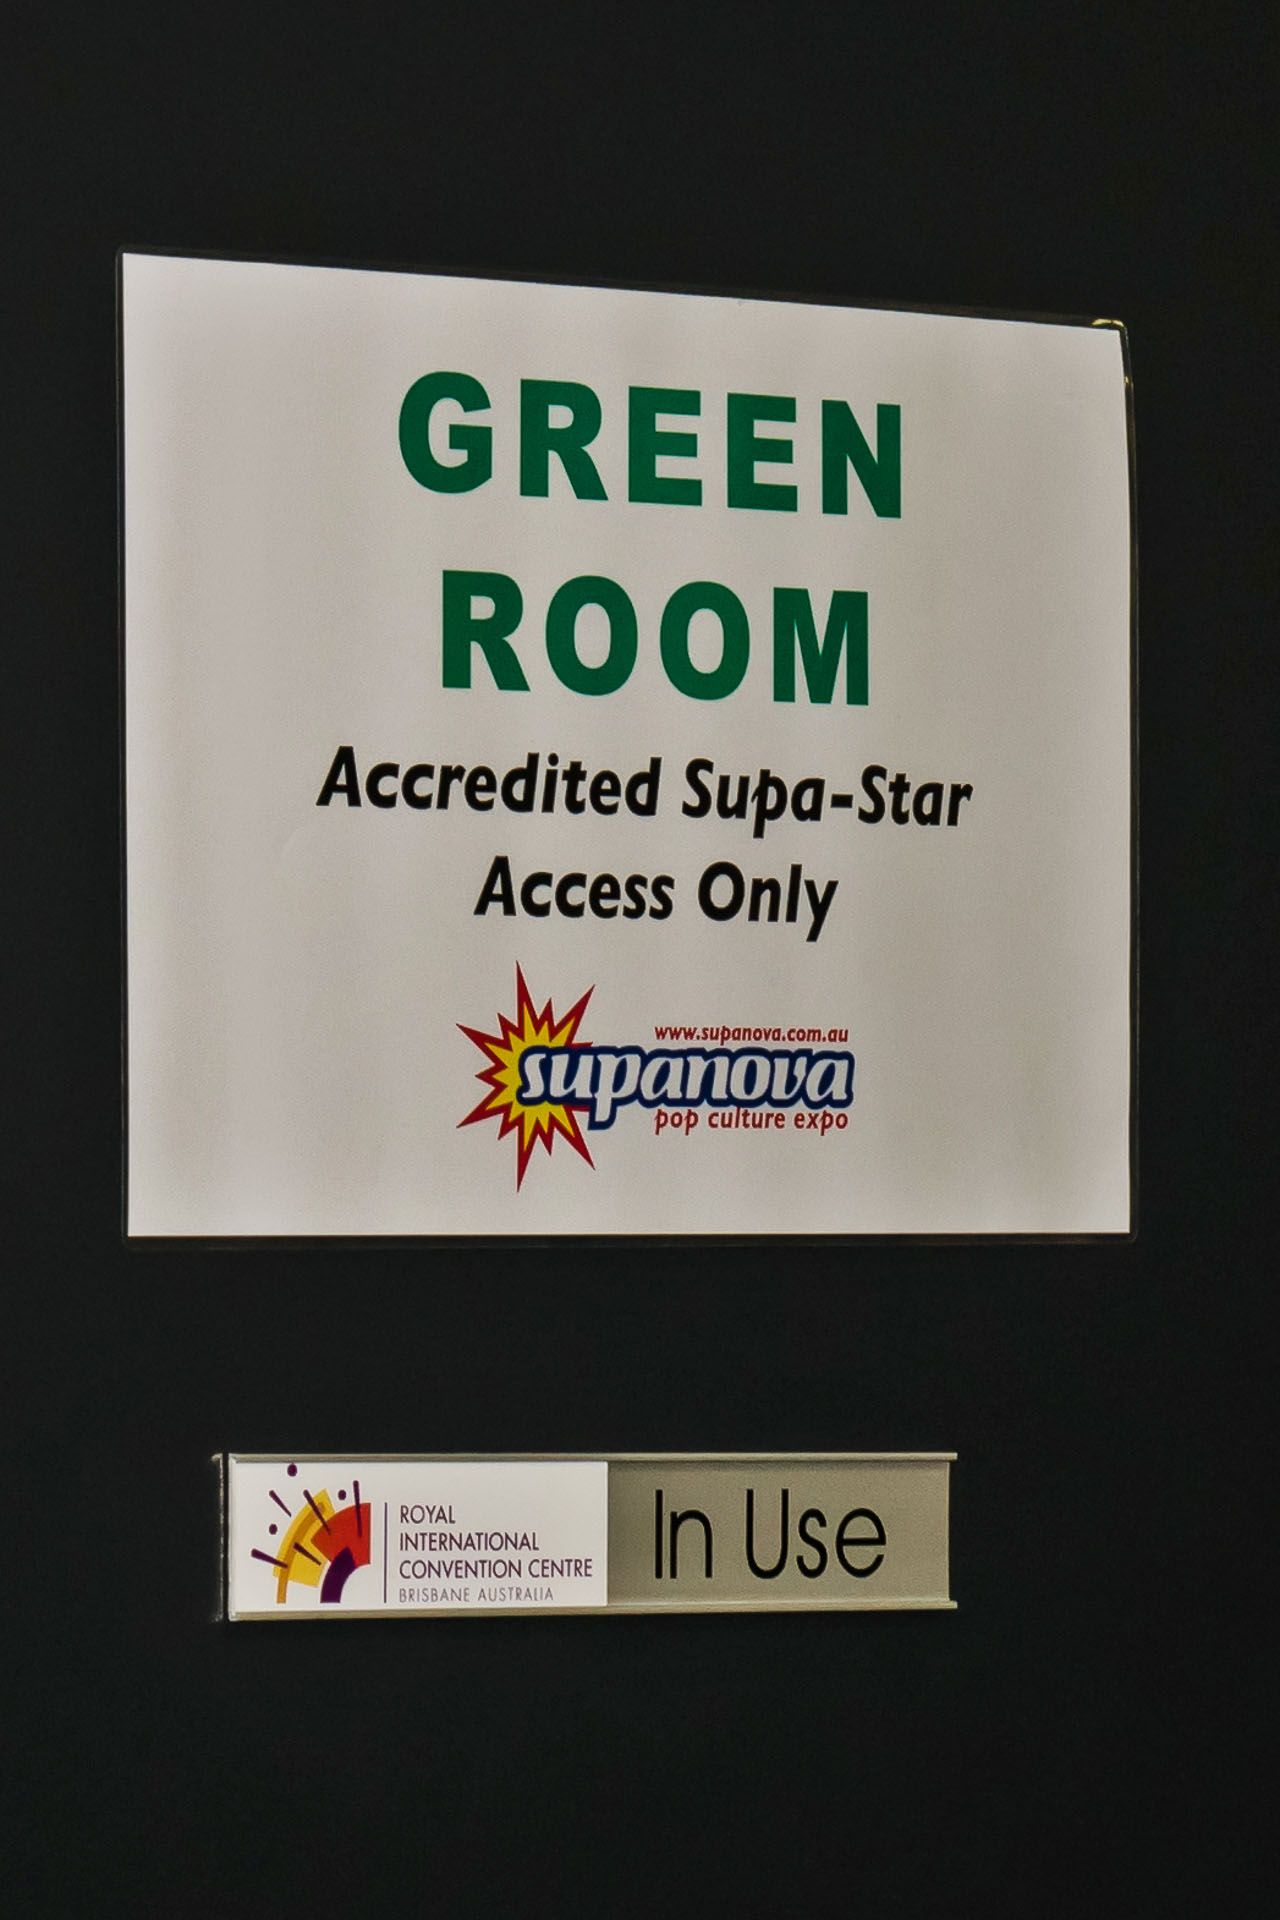 GREEN
ROOM
Accredited Supa-Star
Access Only
www.supanova.com.au
supanova
pop culture expo
ROYAL
INTERNATIONAL
CONVENTION CENTRE
BRISBANE AUSTRALIA
In Use